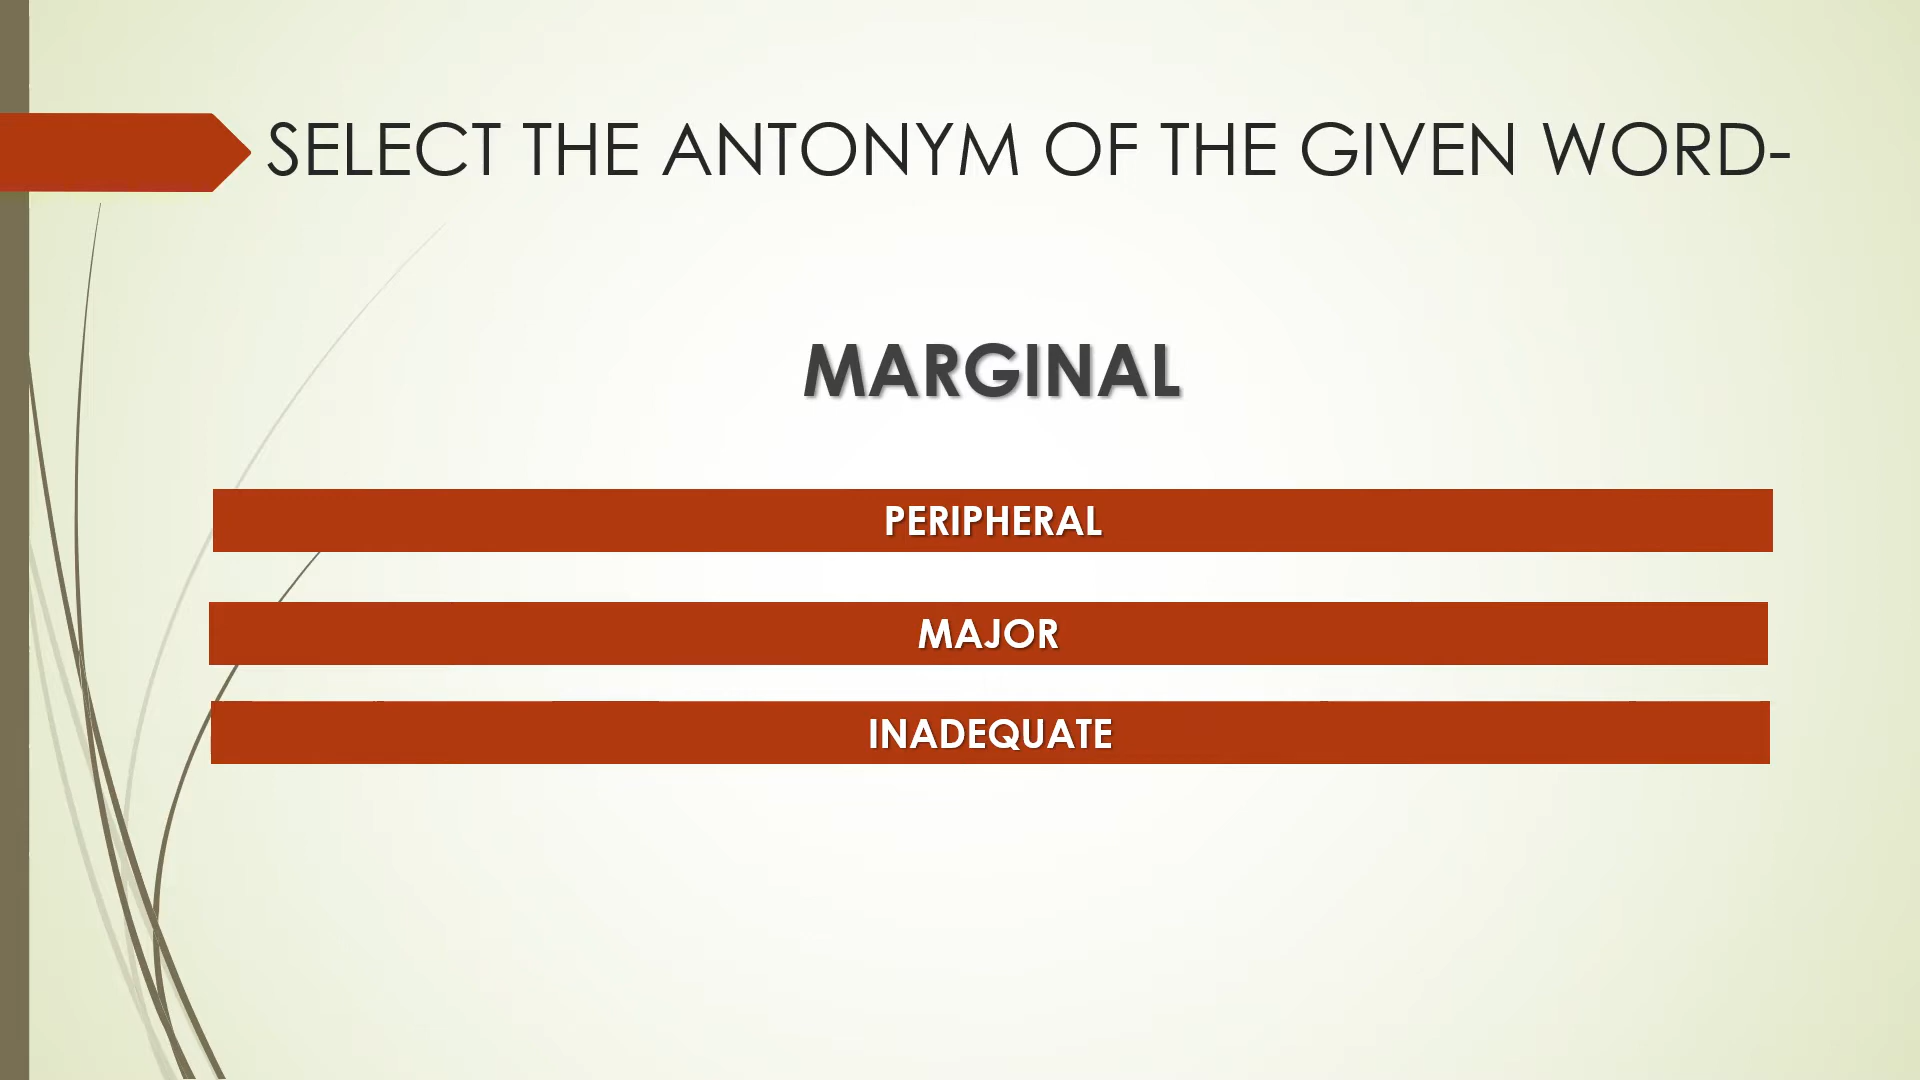 SELECT THE ANTONYM OF THE GIVEN WORD-
MARGINAL
PERIPHERAL
MAJOR
INADEQUATE